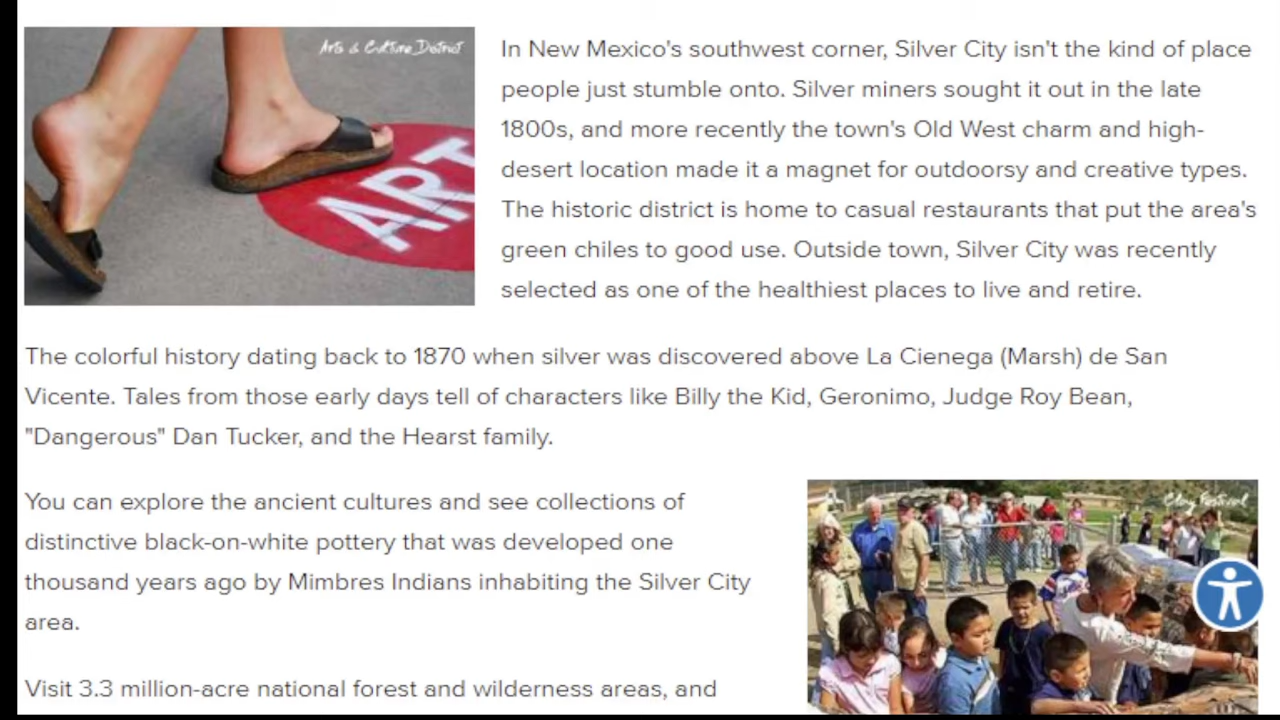 Arts & Culture District
ART
In New Mexico's southwest corner, Silver City isn't the kind of place
people just stumble onto. Silver miners sought it out in the late
1800s, and more recently the town's Old West charm and high-
desert location made it a magnet for outdoorsy and creative types.
The historic district is home to casual restaurants that put the area's
green chiles to good use. Outside town, Silver City was recently
selected as one of the healthiest places to live and retire.
The colorful history dating back to 1870 when silver was discovered above La Cienega (Marsh) de San
Vicente. Tales from those early days tell of characters like Billy the Kid, Geronimo, Judge Roy Bean,
"Dangerous" Dan Tucker, and the Hearst family.
You can explore the ancient cultures and see collections of
distinctive black-on-white pottery that was developed one
thousand years ago by Mimbres Indians inhabiting the Silver City
area.
Clay Festival
Visit 3.3 million-acre national forest and wilderness areas, and